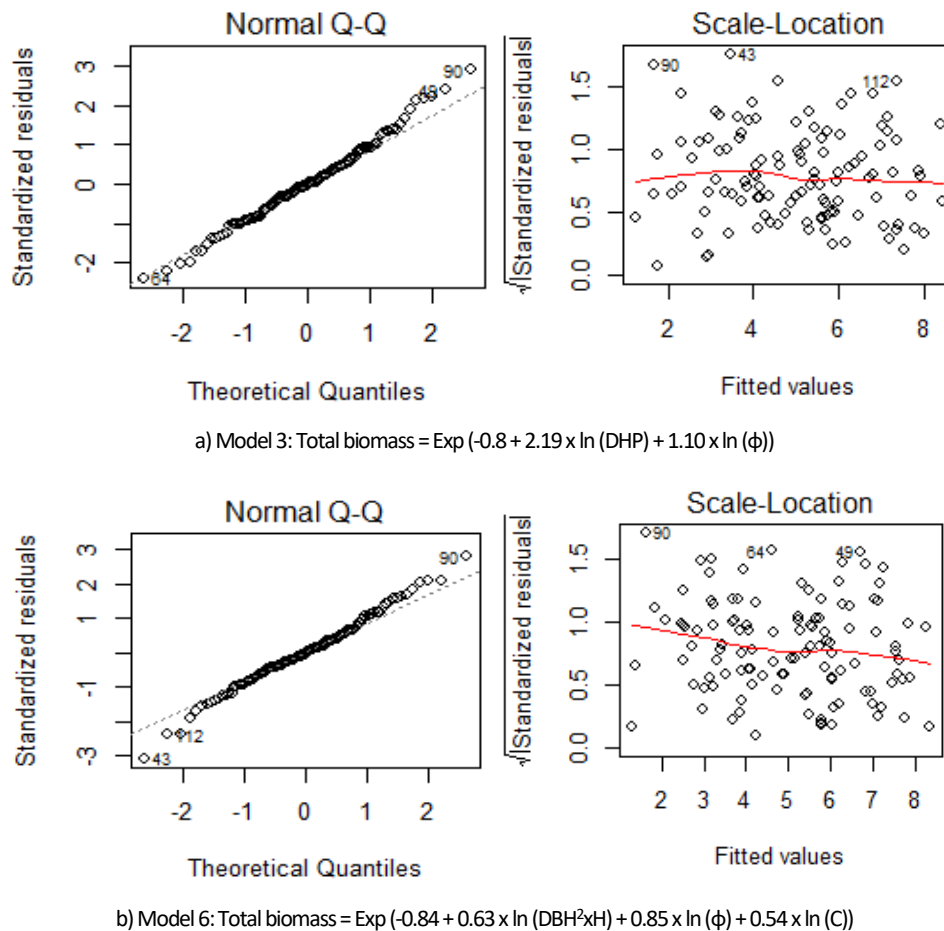 Normal Q-Q
Standardized residuals
3
2
1
0
-2
90
49
64
-2 -1 0 1 2
Theoretical Quantiles
Scale-Location
√|Standardized residuals|
1.5
1.0
0.5
0.0
90
43
112
2 4 6 8
Fitted values
a) Model 3: Total biomass = Exp (-0.8 + 2.19 x ln (DHP) + 1.10 x ln (ϕ))
Normal Q-Q
Standardized residuals
3
2
1
0
-1
-3
90
112
43
-2 -1 0 1 2
Theoretical Quantiles
Scale-Location
√|Standardized residuals|
1.5
1.0
0.5
0.0
90
64
49
2 3 4 5 6 7 8
Fitted values
b) Model 6: Total biomass = Exp (-0.84 + 0.63 x ln (DBH²xH) + 0.85 x ln (ϕ) + 0.54 x ln (C))